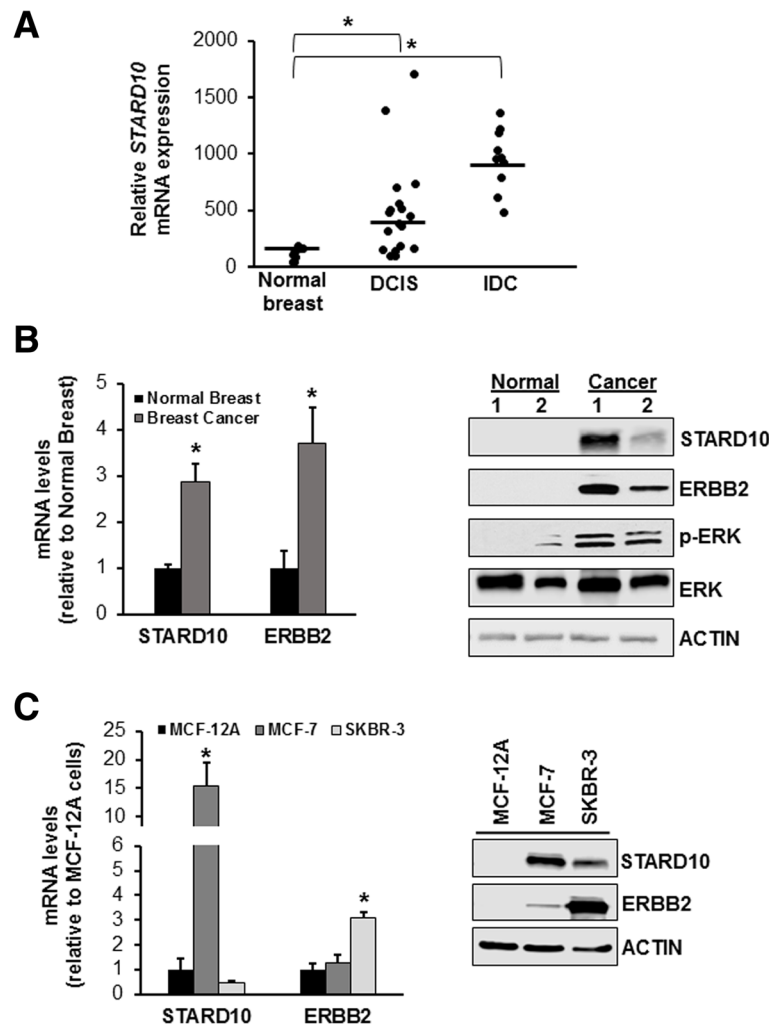 A
*
*
Relative STARD10
mRNA expression
2000
1500
1000
500
0
Normal
breast
DCIS
IDC
B
mRNA levels
(relative to Normal Breast)
5
4
3
2
1
0
Normal Breast
Breast Cancer
*
*
STARD10
ERBB2
Normal Cancer
1 2 1 2
STARD10
ERBB2
p-ERK
ERK
ACTIN
C
mRNA levels
(relative to MCF-12A cells)
25
20
15
10
6
5
4
3
2
1
0
MCF-12A MCF-7 SKBR-3
*
*
STARD10
ERBB2
MCF-12A
MCF-7
SKBR-3
STARD10
ERBB2
ACTIN